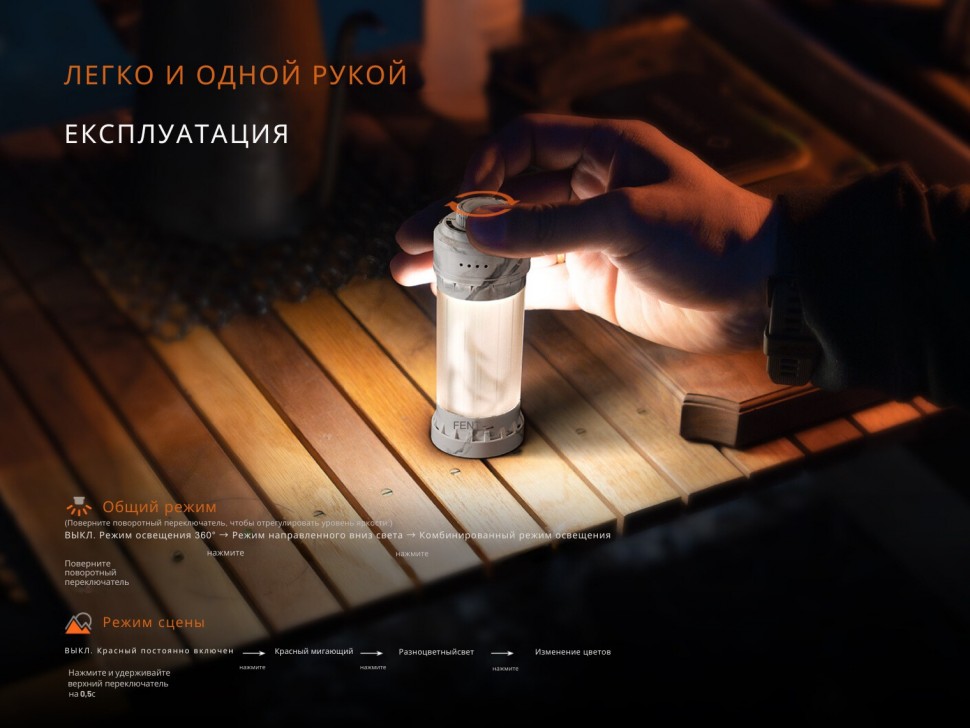 ЛЕГКО И ОДНОЙ РУКОЙ
ЕКСПЛУАТАЦИЯ
FEN
Общий режим
(Поверните поворотный переключатель, чтобы отрегулировать уровень яркости )
ВЫКЛ. Режим освещения 360° → Режим направленного вниз света → Комбинированный режим освещения
нажмите нажмите
Поверните
поворотный
переключатель
Режим сцены
ВЫКЛ. Красный постоянно включен → Красный мигающий → Разноцветныйсвет → Изменение цветов
нажмите нажмите нажмите
Нажмите и удерживайте
верхний переключатель
на 0,5с